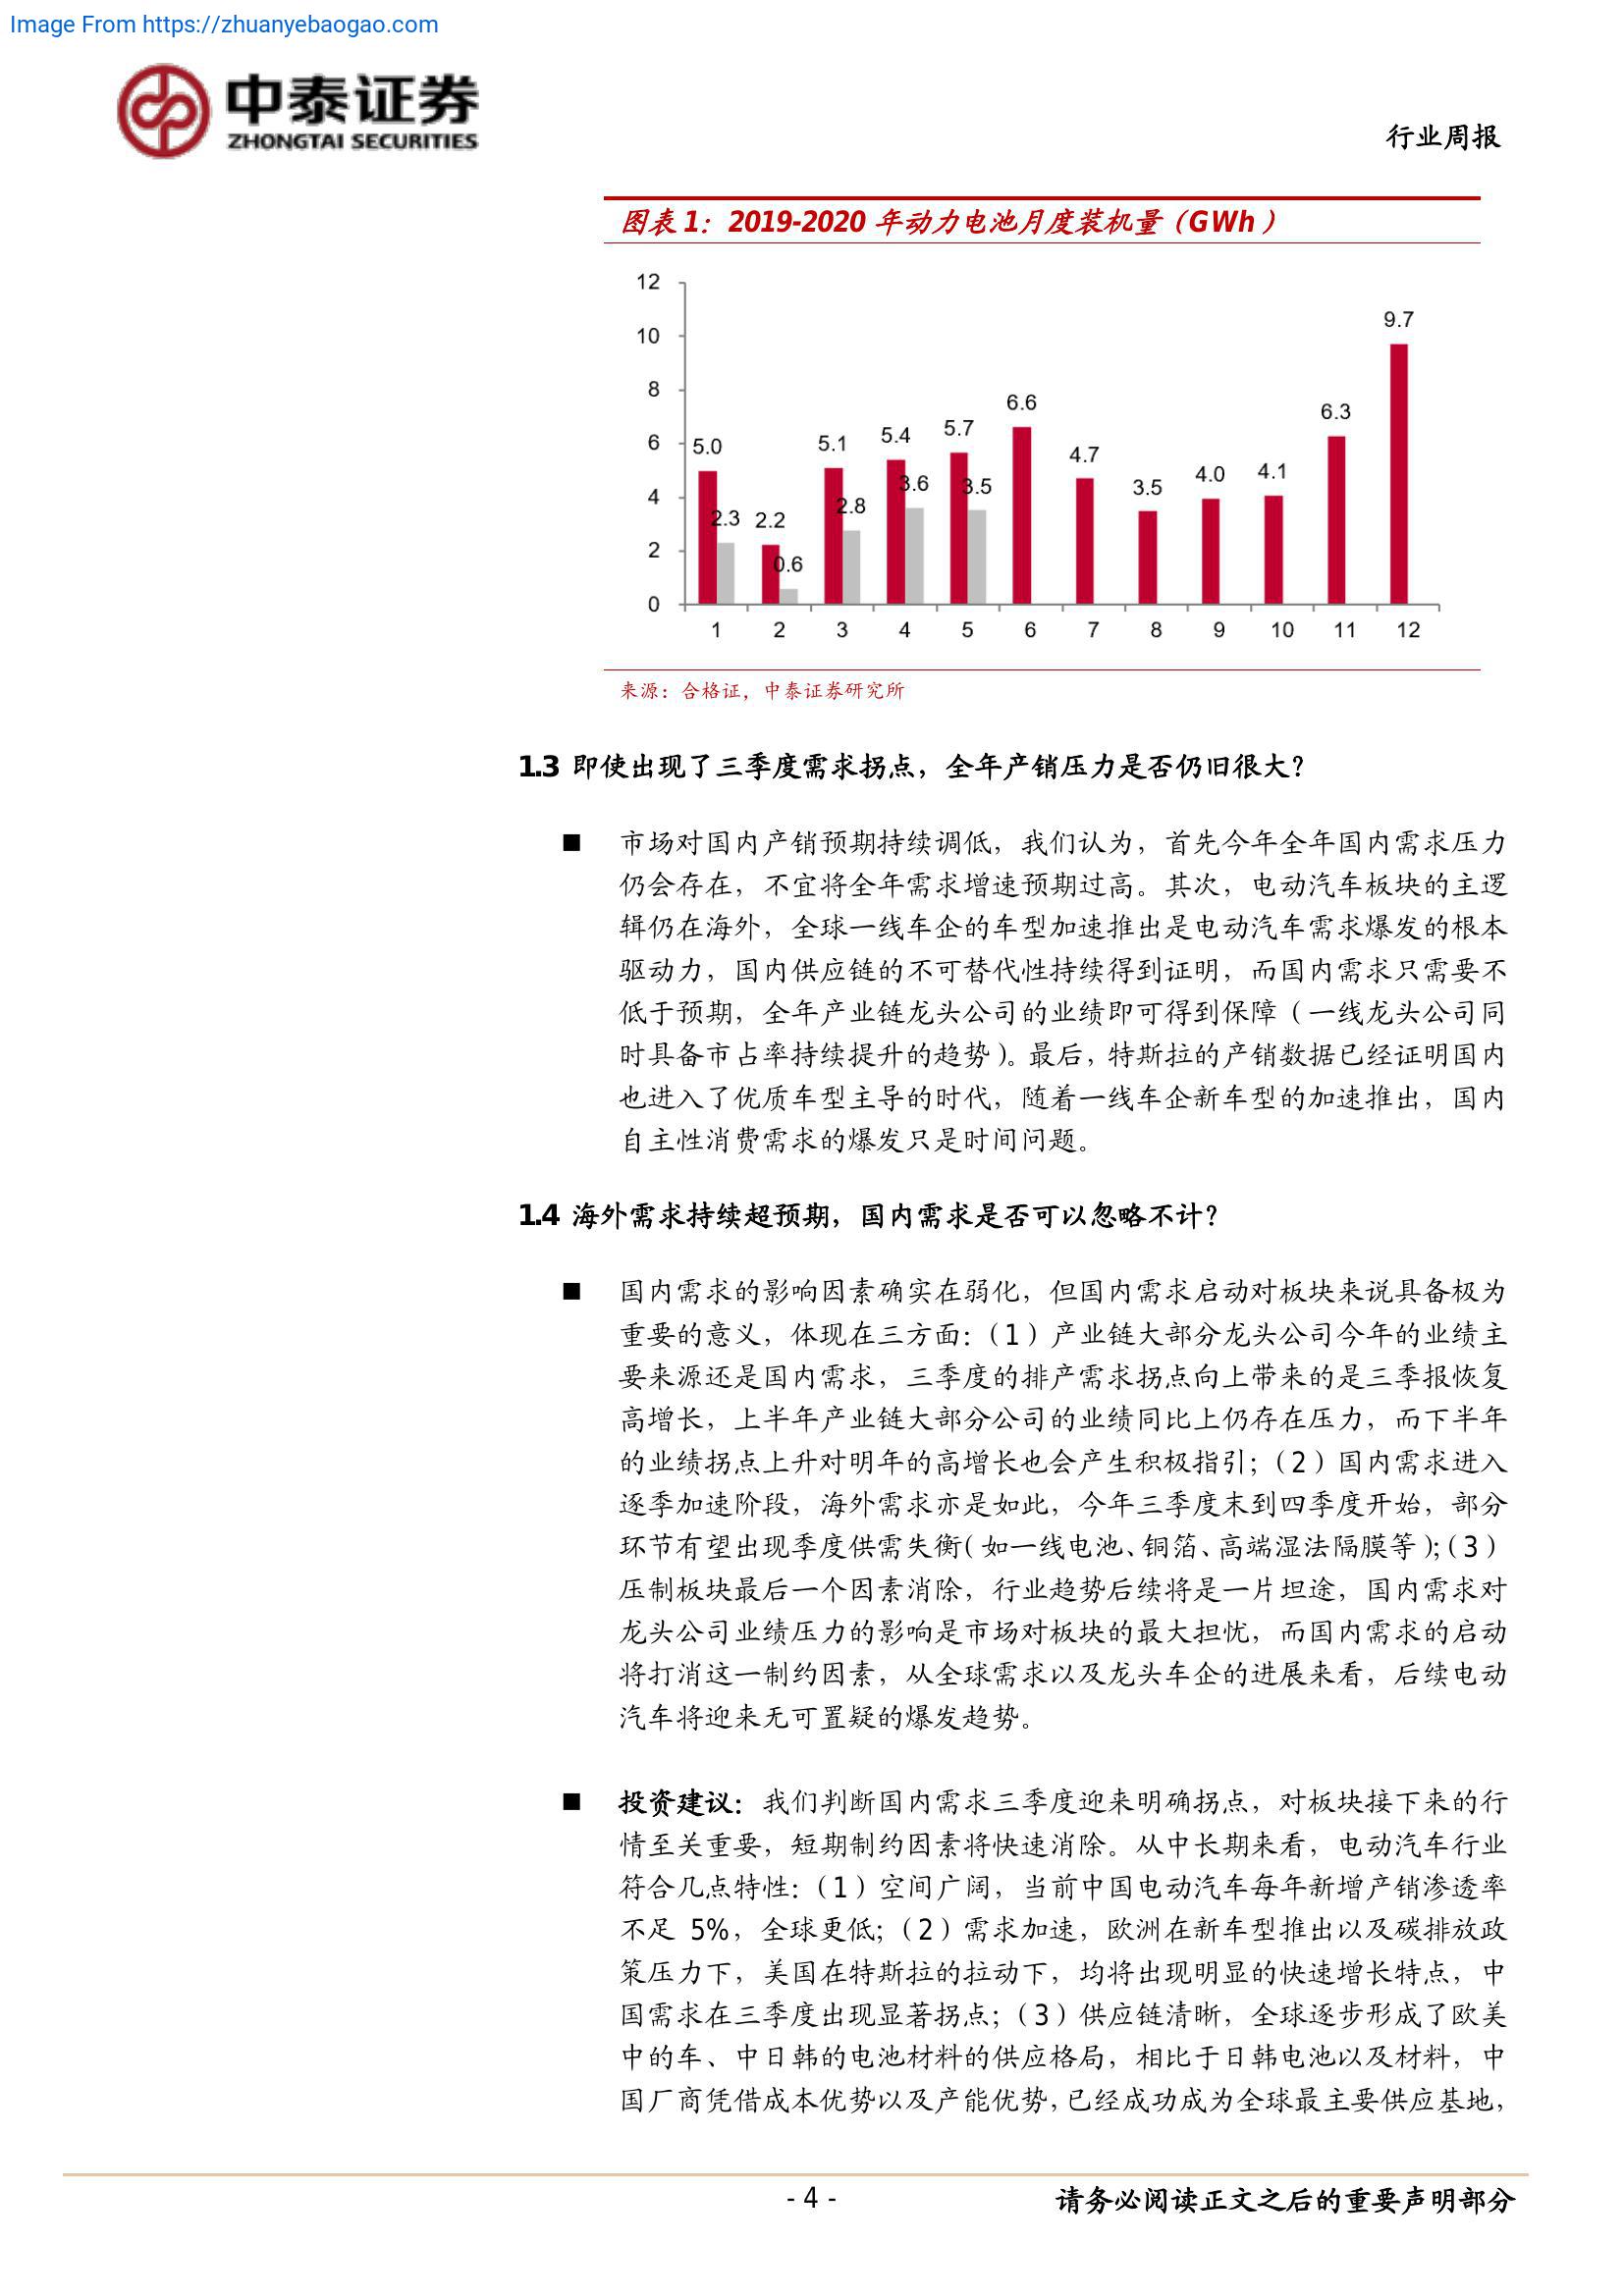 Image From https://zhuanyebaogao.com
中泰证券
ZHONGTAI SECURITIES
行业周报
图表 1：2019-2020 年动力电池月度装机量（GWh）
12
10
8
6
4
2
0
5.0
2.3
2.2
0.6
5.1
2.8
5.4
3.6
5.7
3.5
6.6
4.7
3.5
4.0
4.1
6.3
9.7
1 2 3 4 5 6 7 8 9 10 11 12
来源：合格证，中泰证券研究所
1.3 即使出现了三季度需求拐点，全年产销压力是否仍旧很大？
■ 市场对国内产销预期持续调低，我们认为，首先今年全年国内需求压力
仍会存在，不宜将全年需求增速预期过高。其次，电动汽车板块的主逻
辑仍在海外，全球一线车企的车型加速推出是电动汽车需求爆发的根本
驱动力，国内供应链的不可替代性持续得到证明，而国内需求只需要不
低于预期，全年产业链龙头公司的业绩即可得到保障（一线龙头公司同
时具备市占率持续提升的趋势）。最后，特斯拉的产销数据已经证明国内
也进入了优质车型主导的时代，随着一线车企新车型的加速推出，国内
自主性消费需求的爆发只是时间问题。
1.4 海外需求持续超预期，国内需求是否可以忽略不计？
■ 国内需求的影响因素确实在弱化，但国内需求启动对板块来说具备极为
重要的意义，体现在三方面：（1）产业链大部分龙头公司今年的业绩主
要来源还是国内需求，三季度的排产需求拐点向上带来的是三季报恢复
高增长，上半年产业链大部分公司的业绩同比上仍存在压力，而下半年
的业绩拐点上升对明年的高增长也会产生积极指引；（2）国内需求进入
逐季加速阶段，海外需求亦是如此，今年三季度末到四季度开始，部分
环节有望出现季度供需失衡（如一线电池、铜箔、高端湿法隔膜等）；（3）
压制板块最后一个因素消除，行业趋势后续将是一片坦途，国内需求对
龙头公司业绩压力的影响是市场对板块的最大担忧，而国内需求的启动
将打消这一制约因素，从全球需求以及龙头车企的进展来看，后续电动
汽车将迎来无可置疑的爆发趋势。
■ 投资建议：我们判断国内需求三季度迎来明确拐点，对板块接下来的行
情至关重要，短期制约因素将快速消除。从中长期来看，电动汽车行业
符合几点特性：（1）空间广阔，当前中国电动汽车每年新增产销渗透率
不足 5%，全球更低；（2）需求加速，欧洲在新车型推出以及碳排放政
策压力下，美国在特斯拉的拉动下，均将出现明显的快速增长特点，中
国需求在三季度出现显著拐点；（3）供应链清晰，全球逐步形成了欧美
中的车、中日韩的电池材料的供应格局，相比于日韩电池以及材料，中
国厂商凭借成本优势以及产能优势，已经成功成为全球最主要供应基地，
- 4 -
请务必阅读正文之后的重要声明部分